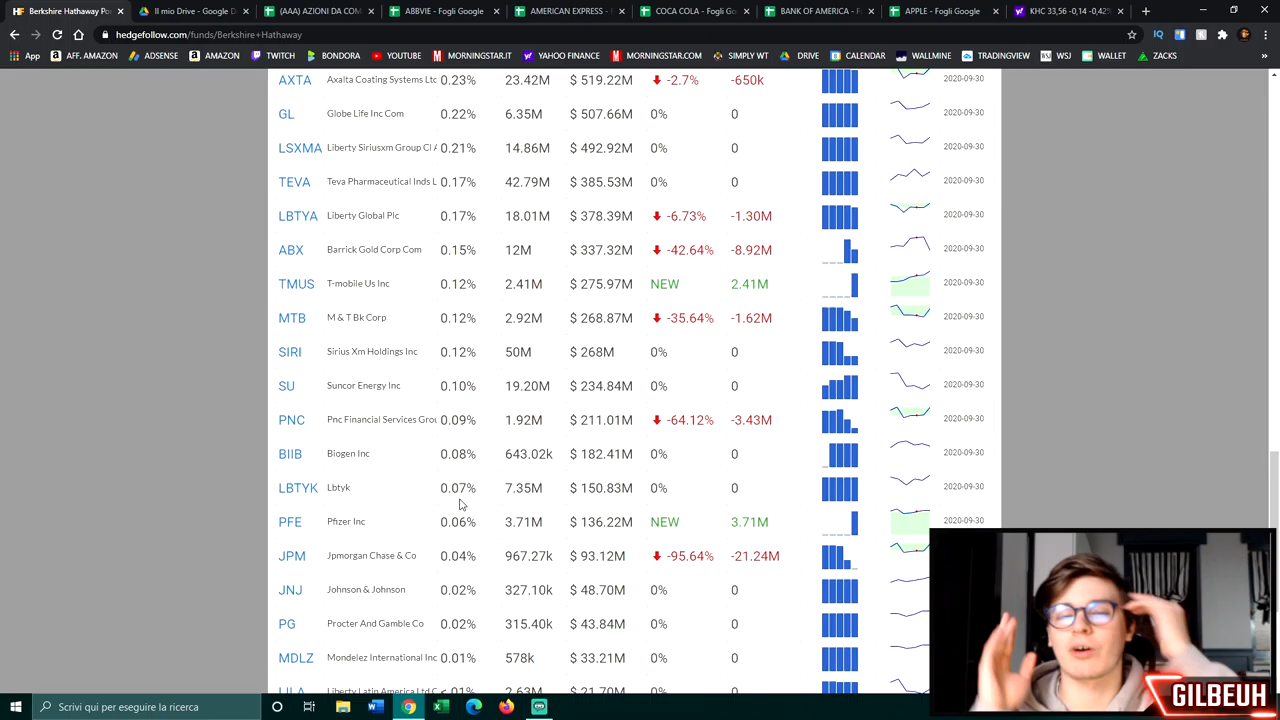 Berkshire Hathaway Portfo
Il mio Drive - Google D
(AAA) AZIONI DA COM
ABBVIE - Fogli Google
AMERICAN EXPRESS - F
COCA COLA - Fogli Goo
BANK OF AMERICA - Fo
APPLE - Fogli Google
KHC 33,56 -0,14 -0,42%
hedgefollow.com/funds/Berkshire+Hathaway
App AFF. AMAZON ADSENSE AMAZON TWITCH BONDORA YOUTUBE MORNINGSTAR.IT YAHOO FINANCE MORNINGSTAR.COM SIMPLY WT DRIVE CALENDAR WALLMINE TRADINGVIEW WSJ WALLET ZACKS
AXTA Axalta Coating Systems Ltd 0.23% 23.42M $ 519.22M -2.7% -650k 2020-09-30
GL Globe Life Inc Com 0.22% 6.35M $ 507.66M 0% 0 2020-09-30
LSXMA Liberty Siriusxm Group Cl A 0.21% 14.86M $ 492.92M 0% 0 2020-09-30
TEVA Teva Pharmaceutical Inds L 0.17% 42.79M $ 385.53M 0% 0 2020-09-30
LBTYA Liberty Global Plc 0.17% 18.01M $ 378.39M -6.73% -1.30M 2020-09-30
ABX Barrick Gold Corp Com 0.15% 12M $ 337.32M -42.64% -8.92M 2020-09-30
TMUS T-mobile Us Inc 0.12% 2.41M $ 275.97M NEW 2.41M 2020-09-30
MTB M & T Bk Corp 0.12% 2.92M $ 268.87M -35.64% -1.62M 2020-09-30
SIRI Sirius Xm Holdings Inc 0.12% 50M $ 268M 0% 0 2020-09-30
SU Suncor Energy Inc 0.10% 19.20M $ 234.84M 0% 0 2020-09-30
PNC Pnc Financial Services Grou 0.09% 1.92M $ 211.01M -64.12% -3.43M 2020-09-30
BIIB Biogen Inc 0.08% 643.02k $ 182.41M 0% 0 2020-09-30
LBTYK Lbtyk 0.07% 7.35M $ 150.83M 0% 0 2020-09-30
PFE Pfizer Inc 0.06% 3.71M $ 136.22M NEW 3.71M 2020-09-30
JPM Jpmorgan Chase & Co 0.04% 967.27k $ 93.12M -95.64% -21.24M
JNJ Johnson & Johnson 0.02% 327.10k $ 48.70M 0% 0
PG Procter And Gamble Co 0.02% 315.40k $ 43.84M 0% 0
MDLZ Mondelez International Inc 0.01% 578k $ 33.21M 0% 0
LILA Liberty Latin America Ltd C <.01% 2.63M $ 21.70M 0% 0
GILBEUH
Scrivi qui per eseguire la ricerca